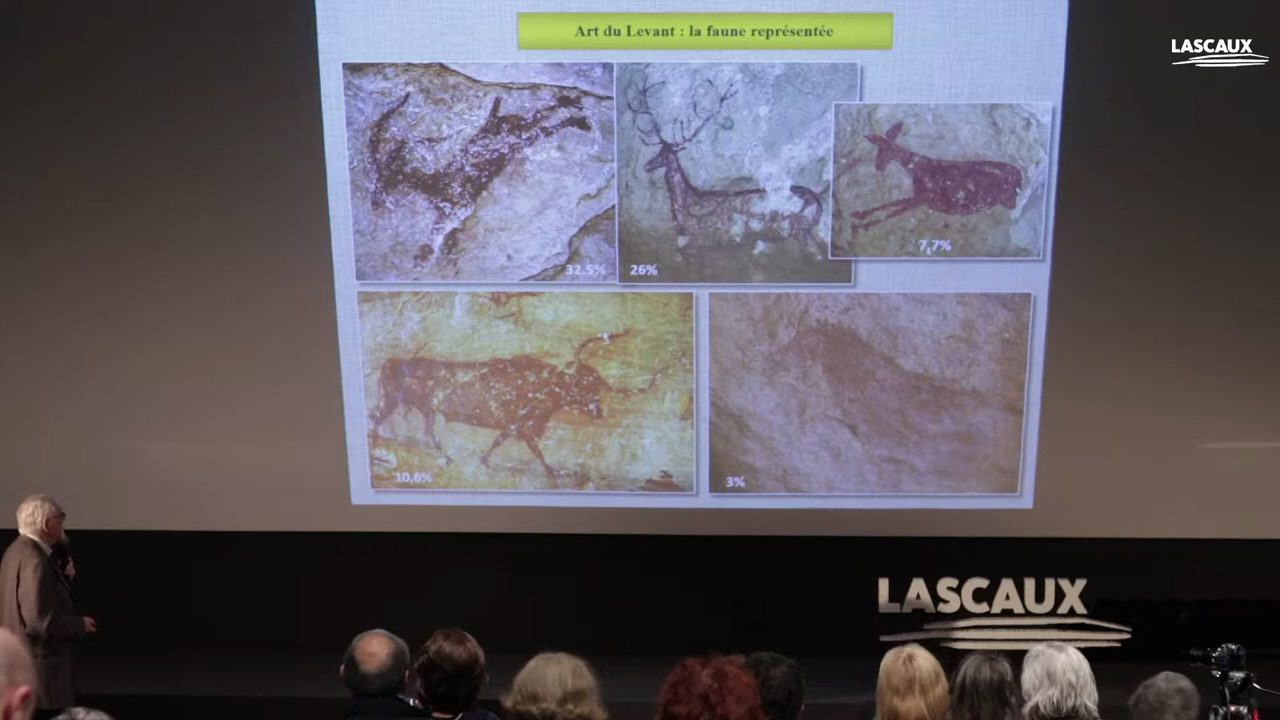 Art du Levant : la faune représentée
LASCAUX
32.5%
26%
7,7%
10,6%
3%
LASCAUX